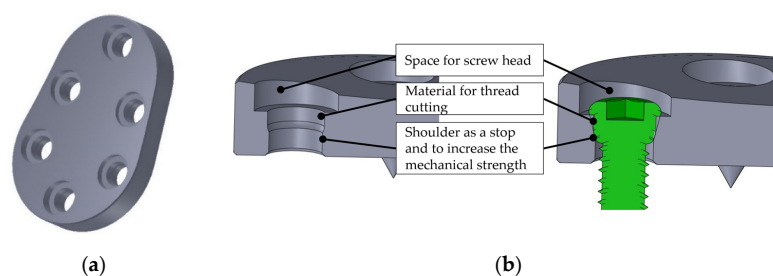 Space for screw head
Material for thread
cutting
Shoulder as a stop
and to increase the
mechanical strength
(a)
(b)